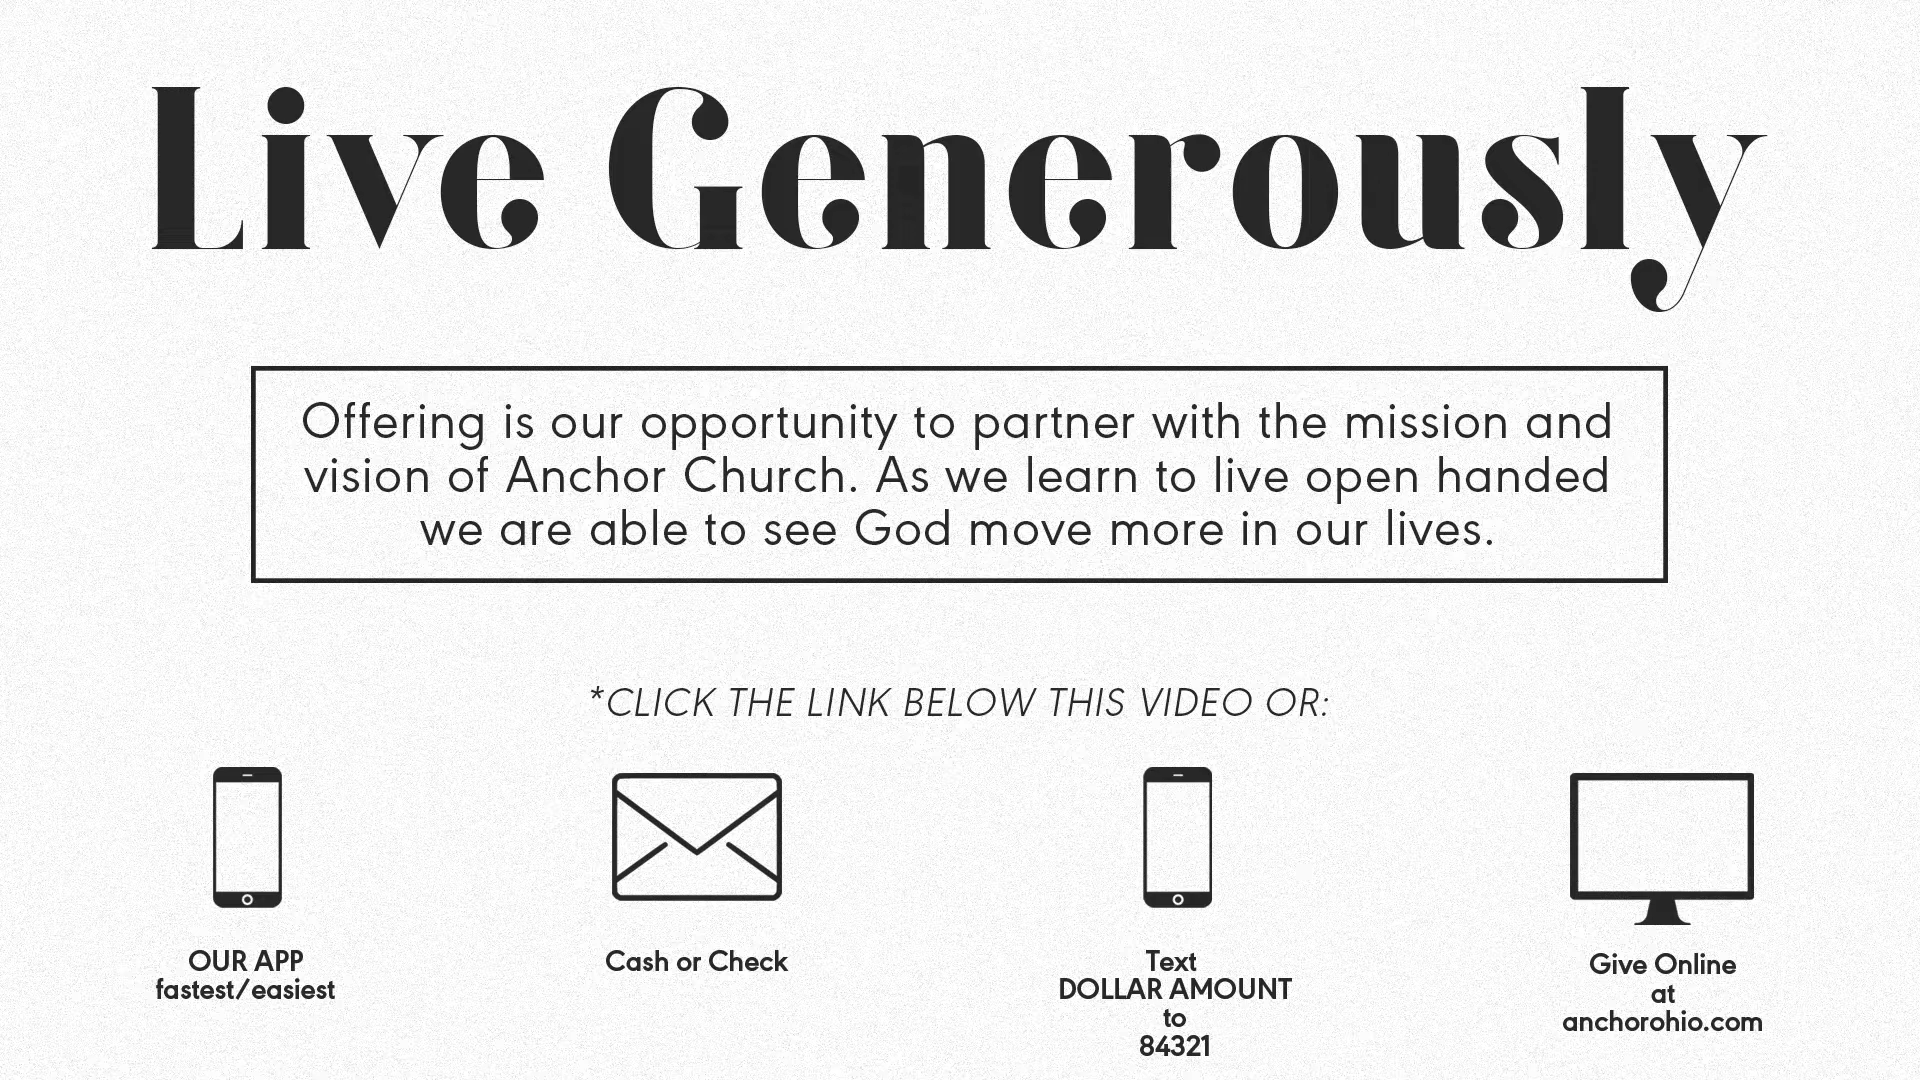 Live Generously
Offering is our opportunity to partner with the mission and
vision of Anchor Church. As we learn to live open handed
we are able to see God move more in our lives.
*CLICK THE LINK BELOW THIS VIDEO OR:
OUR APP
fastest/easiest
Cash or Check
Text
DOLLAR AMOUNT
to
84321
Give Online
at
anchorohio.com